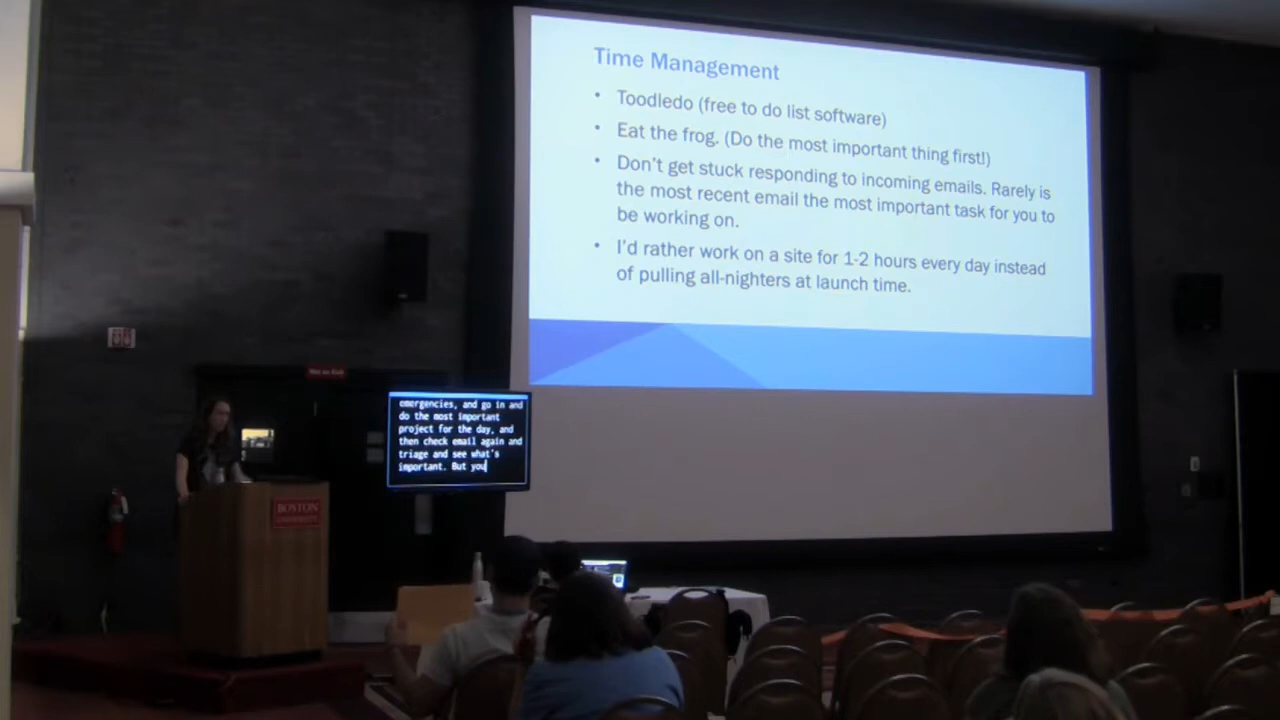 Time Management
• Toodledo (free to do list software)
• Eat the frog. (Do the most important thing first!)
• Don't get stuck responding to incoming emails. Rarely is
the most recent email the most important task for you to
be working on.
• I'd rather work on a site for 1-2 hours every day instead
of pulling all-nighters at launch time.
emergencies, and go in and
do the most important
project for the day, and
then check email again and
triage and see what's
important. But you
BOSTON
UNIVERSITY
Not an Exit